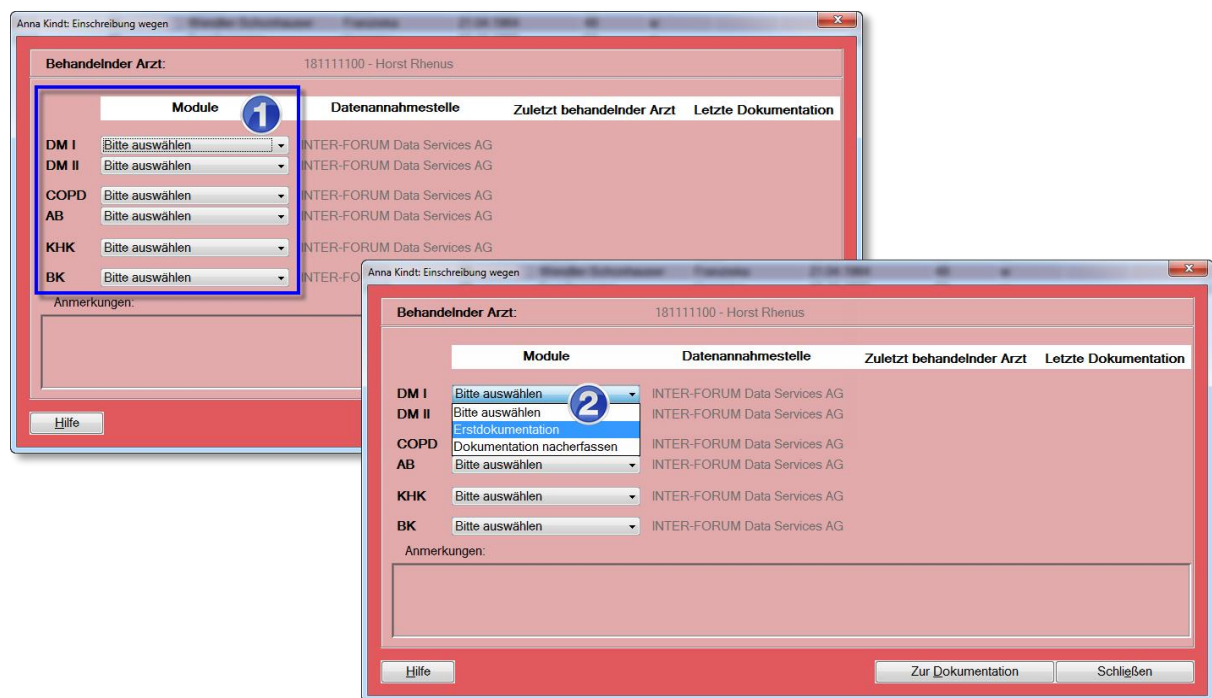 Anna Kindt: Einschreibung wegen
Behandelnder Arzt: 181111100 - Horst Rhenus
Module Datenannahmestelle Zuletzt behandelnder Arzt Letzte Dokumentation
1
DM I Bitte auswählen INTER-FORUM Data Services AG
DM II Bitte auswählen INTER-FORUM Data Services AG
COPD Bitte auswählen INTER-FORUM Data Services AG
AB Bitte auswählen INTER-FORUM Data Services AG
KHK Bitte auswählen INTER-FORUM Data Services AG
BK Bitte auswählen INTER-FO
Anmerkungen:
Hilfe
Anna Kindt: Einschreibung wegen
Behandelnder Arzt: 181111100 - Horst Rhenus
Module Datenannahmestelle Zuletzt behandelnder Arzt Letzte Dokumentation
DM I Bitte auswählen INTER-FORUM Data Services AG
2
DM II Bitte auswählen INTER-FORUM Data Services AG
Erstdokumentation
COPD Dokumentation nacherfassen INTER-FORUM Data Services AG
AB Bitte auswählen INTER-FORUM Data Services AG
KHK Bitte auswählen INTER-FORUM Data Services AG
BK Bitte auswählen INTER-FORUM Data Services AG
Anmerkungen:
Hilfe Zur Dokumentation Schließen